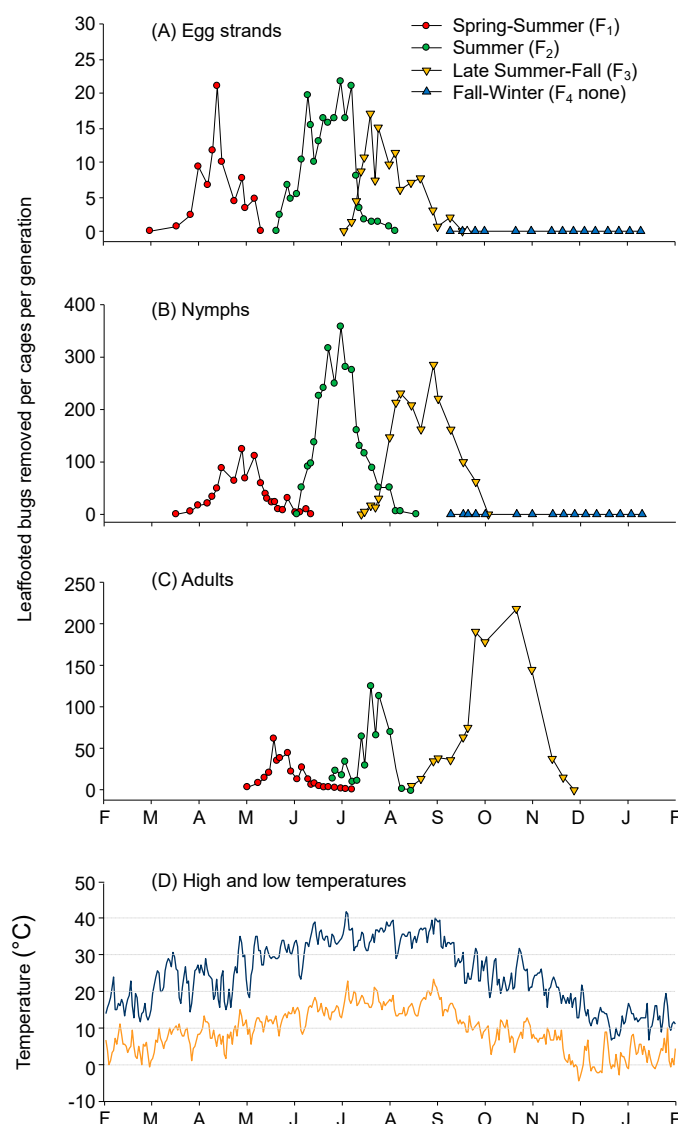 (A) Egg strands
Spring-Summer (F₁)
Summer (F₂)
Late Summer-Fall (F₃)
Fall-Winter (F₄ none)
30
25
20
15
10
5
0
Leaffooted bugs removed per cages per generation
(B) Nymphs
400
300
200
100
0
(C) Adults
250
200
150
100
50
0
F M A M J J A S O N D J F
(D) High and low temperatures
Temperature (°C)
50
40
30
20
10
0
-10
F M A M J J A S O N D J F